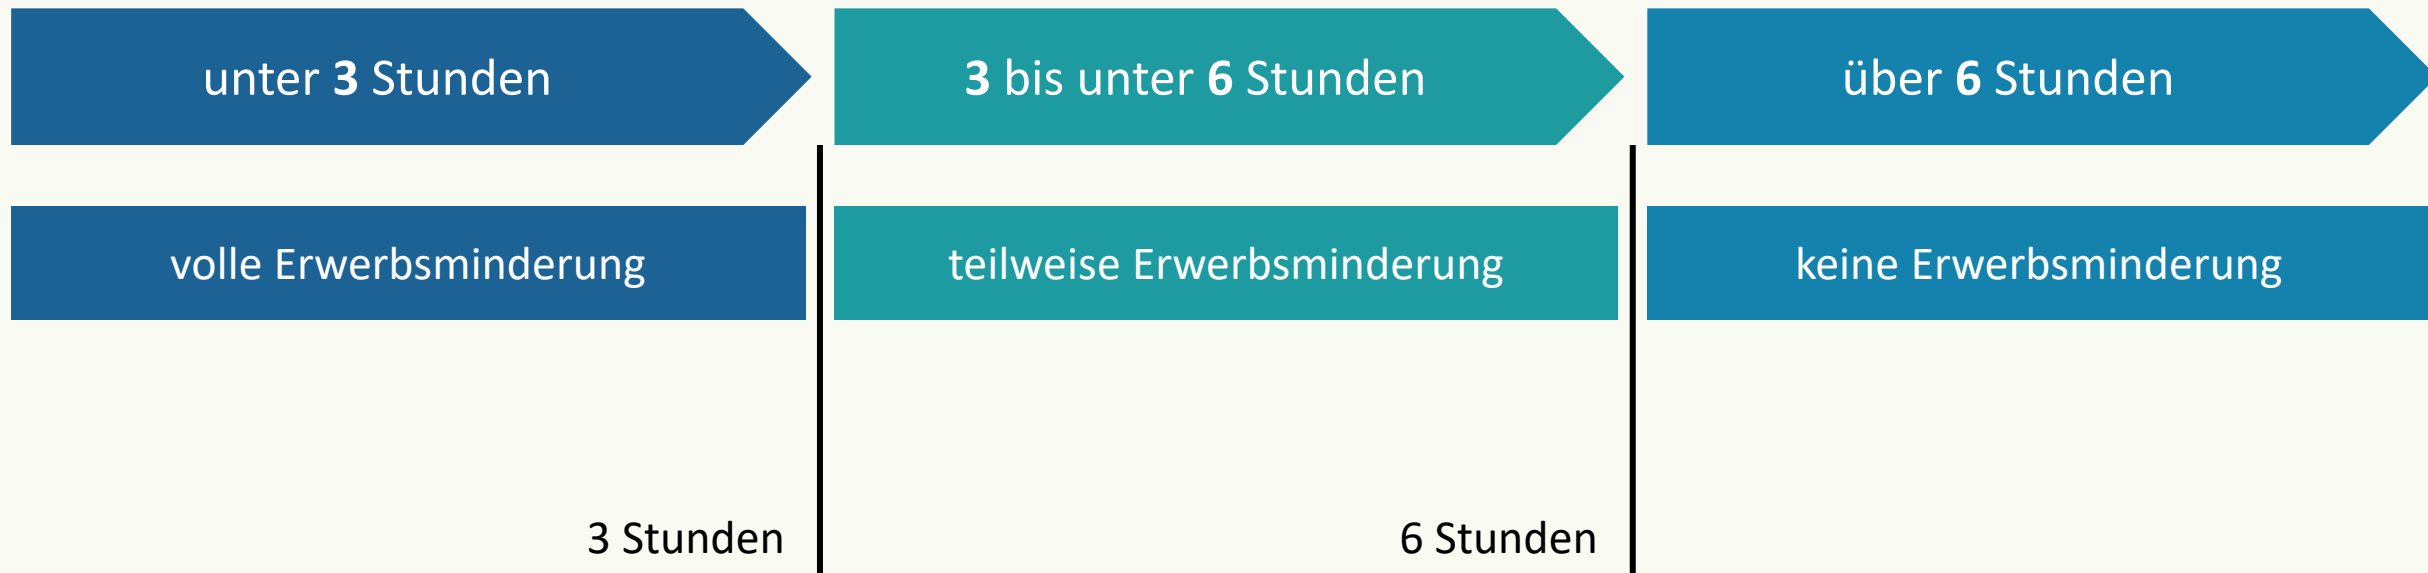 unter 3 Stunden
3 bis unter 6 Stunden
über 6 Stunden
volle Erwerbsminderung
teilweise Erwerbsminderung
keine Erwerbsminderung
3 Stunden
6 Stunden